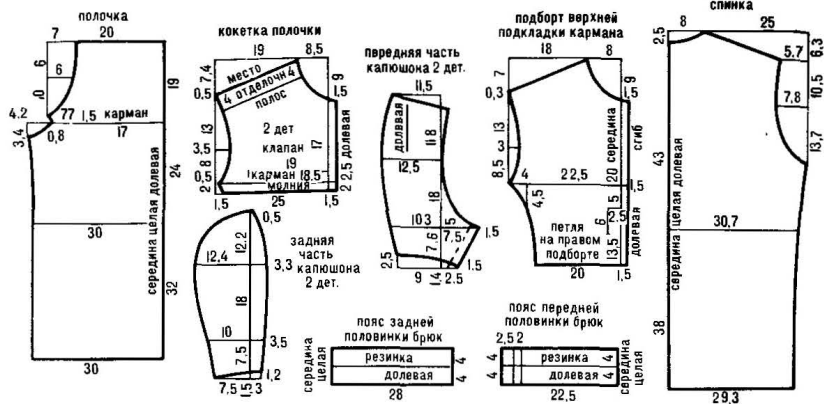 полочка
7 20
6
6
10
4.2
77
1,5 карман
17
3,4
0,8
19
24
32
середина целая долевая
30
30
кокетка полочки
19 8,5
7,4
0,5
место
4 отделочн 4
полос
9
1,5
13
2 дет
клапан
17
долевая
3,5
8
19
0,5
карман 18,5
2,5
2
молния
2
1,5 25 1,5
задняя
часть
капюшона
2 дет.
0,5
12,2
12,4
3,3
18
10
3,5
7,5
1,2
7,5 1,5 3
передняя часть
капюшона 2 дет.
11,5
долевая
11 8
12,5
18
10 3
5
7.6
7.5
1,5
2,5
1,5
9 1.4 2.5
подборт верхней
подкладки кармана
18 8
7
0,3
9
1,5
13
3
8,5
середина
сгиб
4 22,5
20
1,5
4,5
5
2,5
6
петля
на правом
подборте
13,5
долевая
20 1,5
спинка
8 25
2,5
5.7
6,3
7,8
10,5
13,7
43
30,7
середина целая долевая
38
29,3
пояс задней
половинки брюк
середина
целая
резинка 4
долевая 4
28
пояс передней
половинки брюк
2,5 2
4 резинка 4
4 долевая 4
середина
целая
22,5